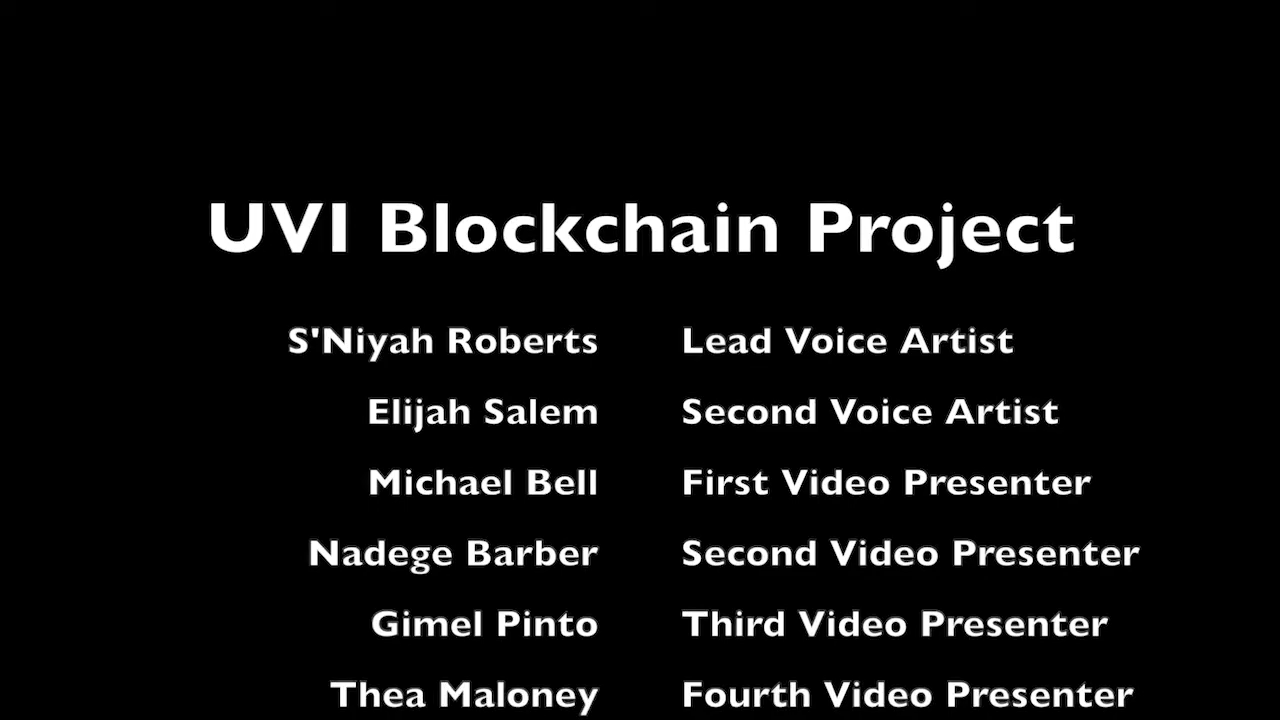 UVI Blockchain Project
S'Niyah Roberts Lead Voice Artist
Elijah Salem Second Voice Artist
Michael Bell First Video Presenter
Nadege Barber Second Video Presenter
Gimel Pinto Third Video Presenter
Thea Maloney Fourth Video Presenter